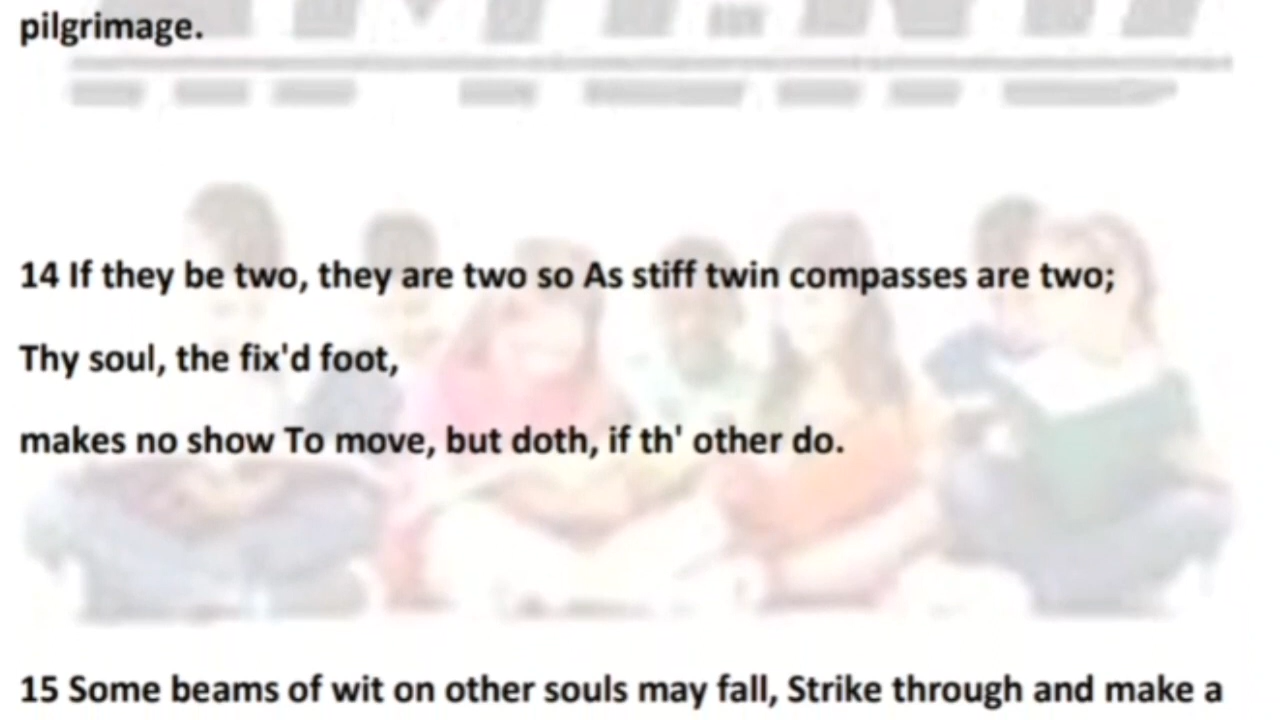 pilgrimage.
14 If they be two, they are two so As stiff twin compasses are two;
Thy soul, the fix'd foot,
makes no show To move, but doth, if th' other do.
15 Some beams of wit on other souls may fall, Strike through and make a